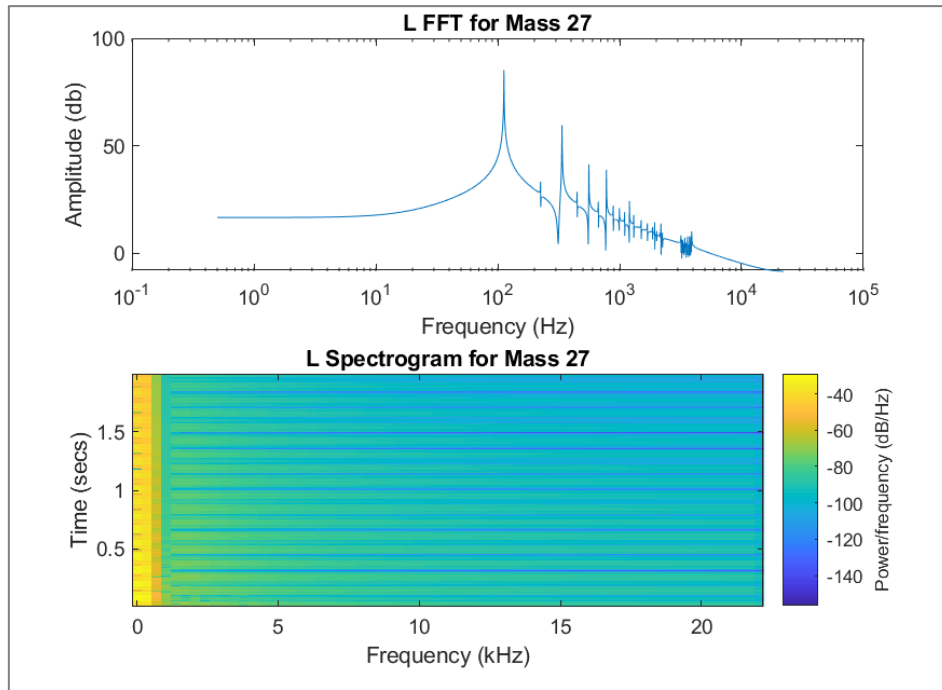 L FFT for Mass 27
100
50
0
Amplitude (db)
10^-1 10^0 10^1 10^2 10^3 10^4 10^5
Frequency (Hz)
L Spectrogram for Mass 27
1.5
1
0.5
Time (secs)
0 5 10 15 20
Frequency (kHz)
-40
-60
-80
-100
-120
-140
Power/frequency (dB/Hz)